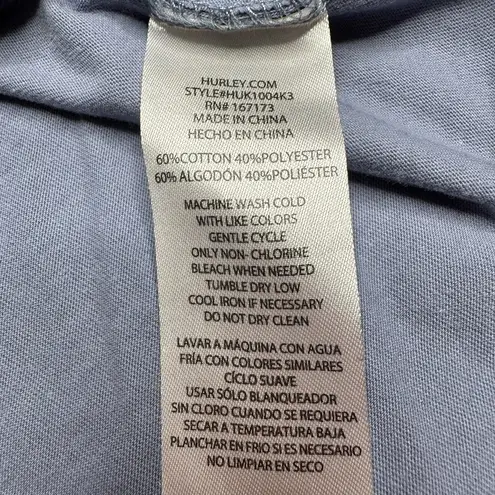 HURLEY.COM
STYLE#HUK1004K3
RN# 167173
MADE IN CHINA
HECHO EN CHINA
60%COTTON 40%POLYESTER
60% ALGODÓN 40%POLIÉSTER
MACHINE WASH COLD
WITH LIKE COLORS
GENTLE CYCLE
ONLY NON- CHLORINE
BLEACH WHEN NEEDED
TUMBLE DRY LOW
COOL IRON IF NECESSARY
DO NOT DRY CLEAN
LAVAR A MÁQUINA CON AGUA
FRÍA CON COLORES SIMILARES
CÍCLO SUAVE
USAR SÓLO BLANQUEADOR
SIN CLORO CUANDO SE REQUIERA
SECAR A TEMPERATURA BAJA
PLANCHAR EN FRIO SI ES NECESARIO
NO LIMPIAR EN SECO